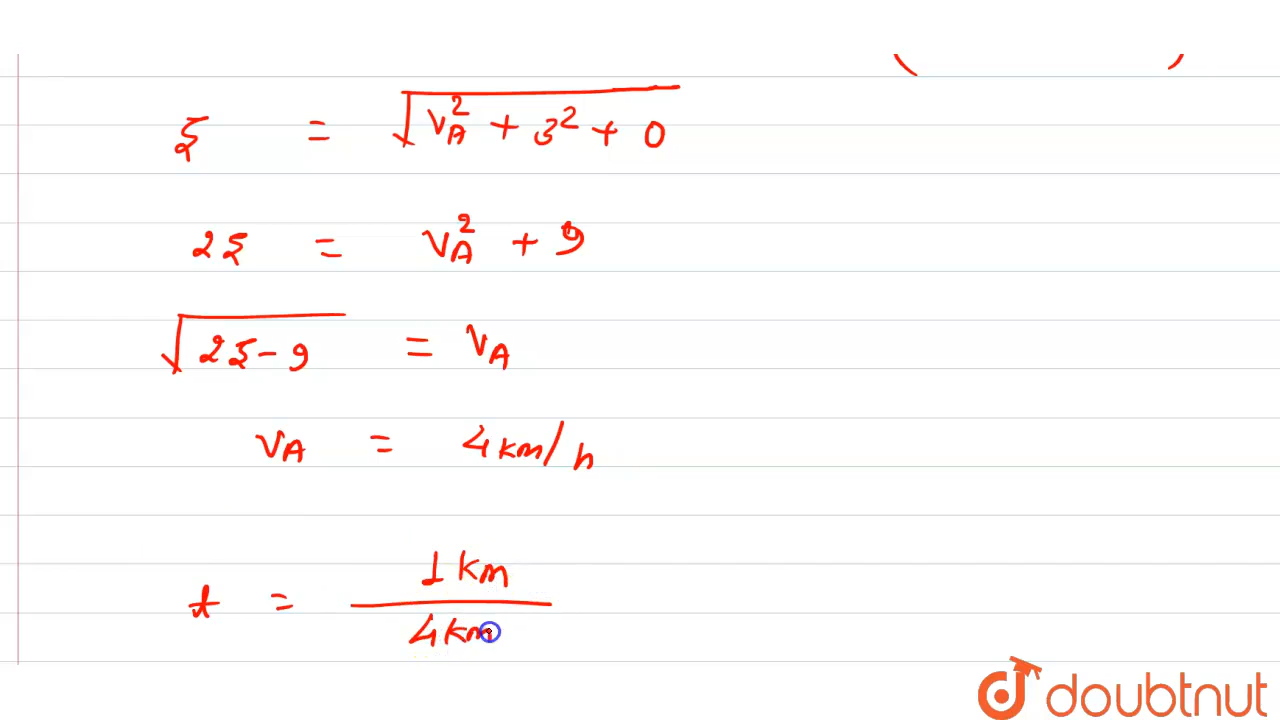 5 = √(V_A² + 3² + 0)
25 = V_A² + 9
√(25-9) = V_A
V_A = 4 km/h
t = 1 km / 4 km
doubtnut